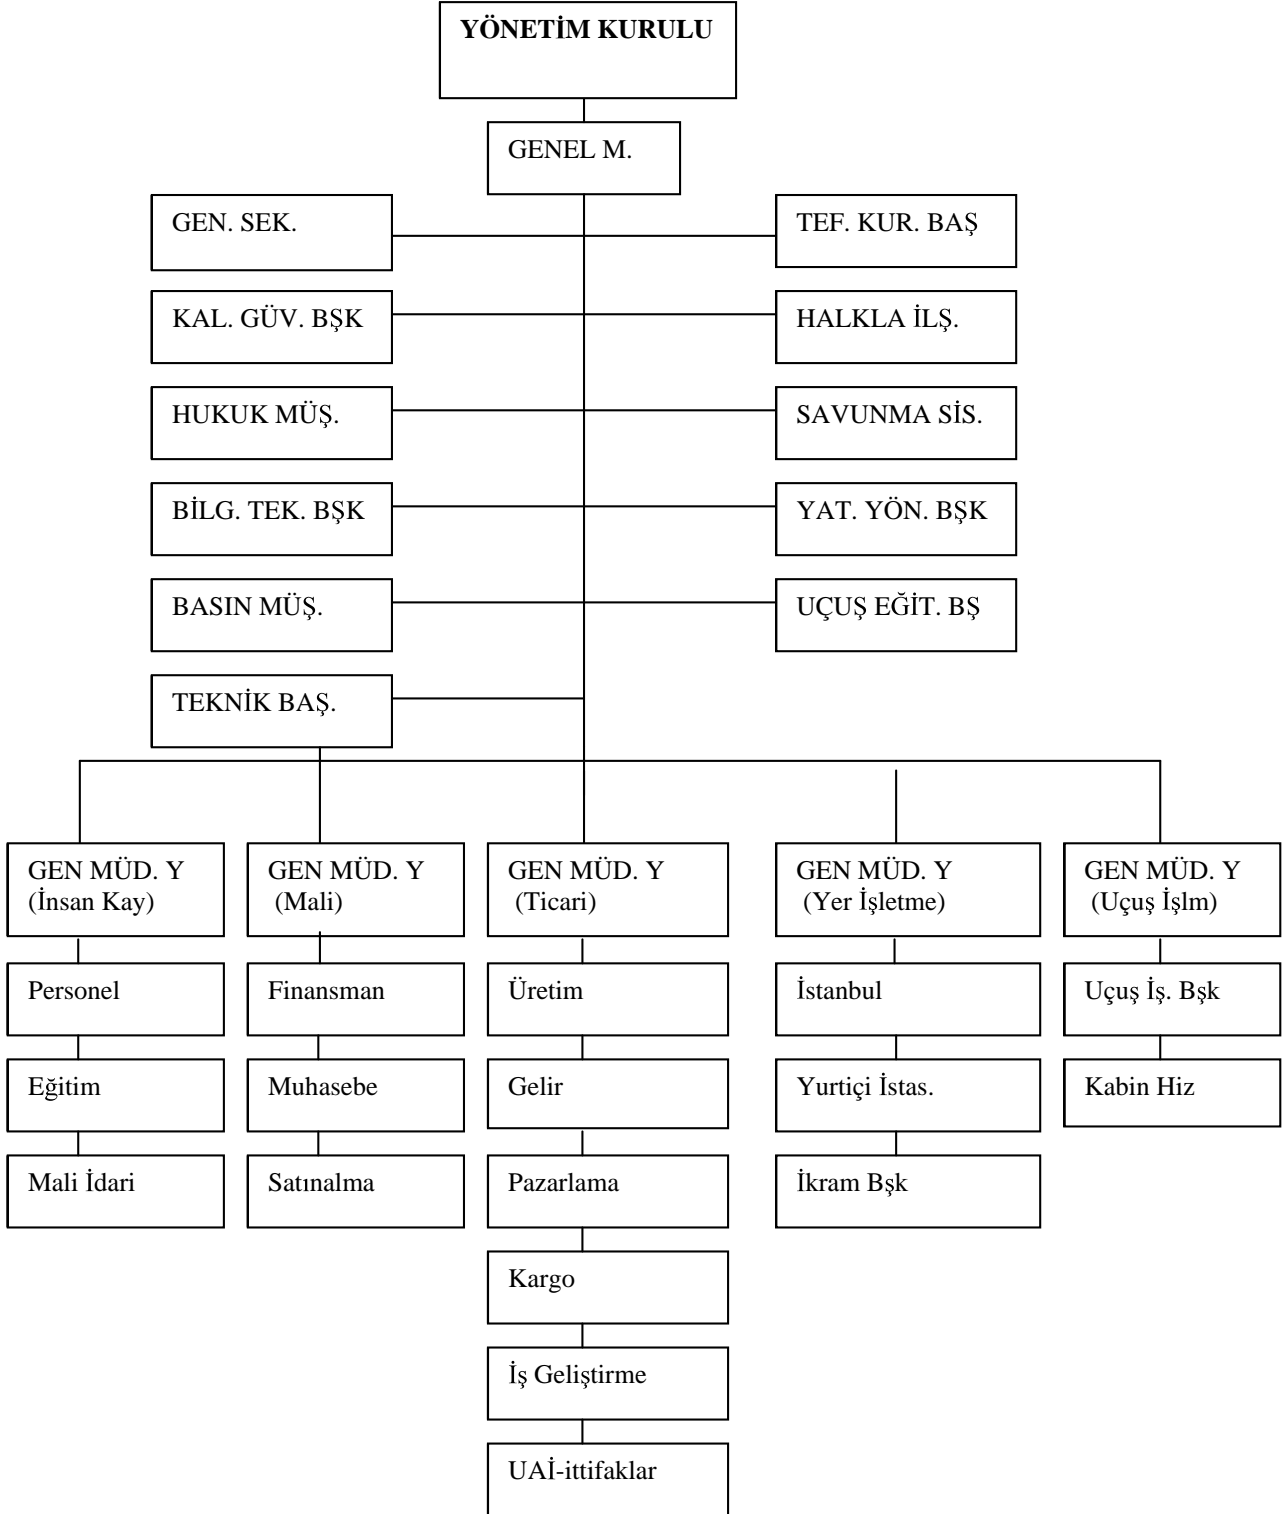 YÖNETİM KURULU
GENEL M.
GEN. SEK.
TEF. KUR. BAŞ
KAL. GÜV. BŞK
HALKLA İLŞ.
HUKUK MÜŞ.
SAVUNMA SİS.
BİLG. TEK. BŞK
YAT. YÖN. BŞK
BASIN MÜŞ.
UÇUŞ EĞİT. BŞ
TEKNİK BAŞ.
GEN MÜD. Y
(İnsan Kay)
GEN MÜD. Y
(Mali)
GEN MÜD. Y
(Ticari)
GEN MÜD. Y
(Yer İşletme)
GEN MÜD. Y
(Uçuş İşlm)
Personel
Finansman
Üretim
İstanbul
Uçuş İş. Bşk
Eğitim
Muhasebe
Gelir
Yurtiçi İstas.
Kabin Hiz
Mali İdari
Satınalma
Pazarlama
İkram Bşk
Kargo
İş Geliştirme
UAİ-ittifaklar